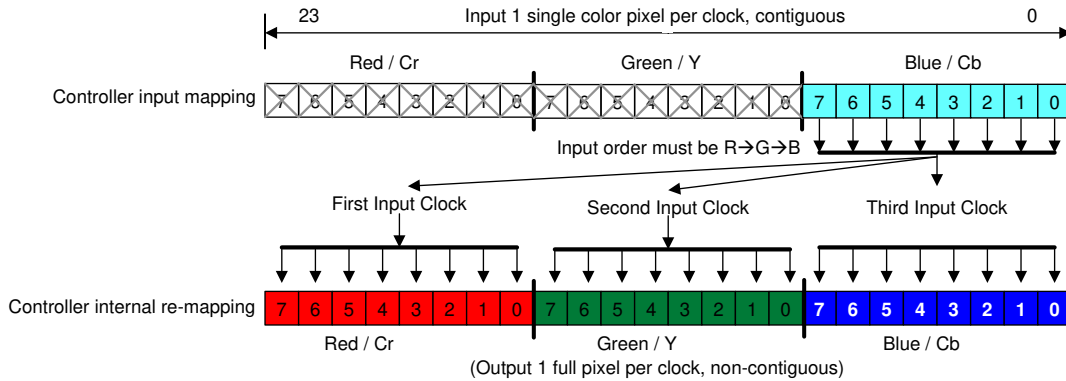 23 Input 1 single color pixel per clock, contiguous 0
Red / Cr Green / Y Blue / Cb
Controller input mapping 7 6 5 4 3 2 1 0 7 6 5 4 3 2 1 0 7 6 5 4 3 2 1 0
Input order must be R→G→B
First Input Clock Second Input Clock Third Input Clock
Controller internal re-mapping 7 6 5 4 3 2 1 0 7 6 5 4 3 2 1 0 7 6 5 4 3 2 1 0
Red / Cr Green / Y Blue / Cb
(Output 1 full pixel per clock, non-contiguous)